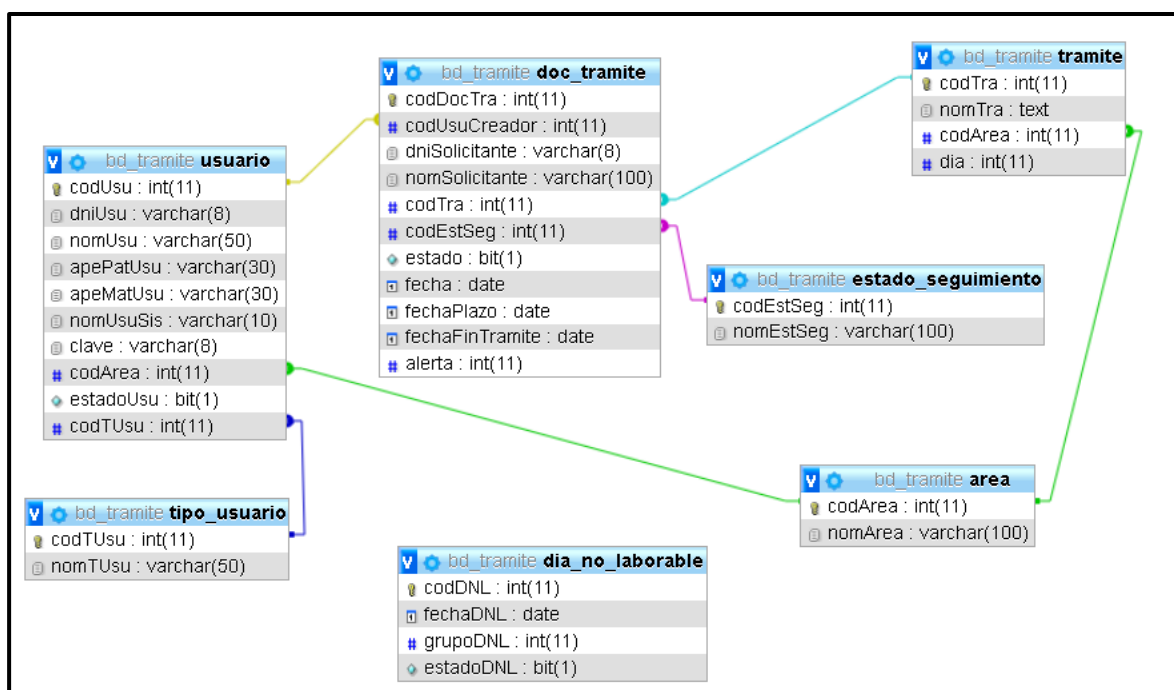 bd_tramite usuario
codUsu : int(11)
dniUsu : varchar(8)
nomUsu : varchar(50)
apePatUsu : varchar(30)
apeMatUsu : varchar(30)
nomUsuSis : varchar(10)
clave : varchar(8)
codArea : int(11)
estadoUsu : bit(1)
codTUsu : int(11)
bd_tramite tipo_usuario
codTUsu : int(11)
nomTUsu : varchar(50)
bd_tramite doc_tramite
codDocTra : int(11)
codUsuCreador : int(11)
dniSolicitante : varchar(8)
nomSolicitante : varchar(100)
codTra : int(11)
codEstSeg : int(11)
estado : bit(1)
fecha : date
fechaPlazo : date
fechaFinTramite : date
alerta : int(11)
bd_tramite dia_no_laborable
codDNL : int(11)
fechaDNL : date
grupoDNL : int(11)
estadoDNL : bit(1)
bd_tramite tramite
codTra : int(11)
nomTra : text
codArea : int(11)
dia : int(11)
bd_tramite estado_seguimiento
codEstSeg : int(11)
nomEstSeg : varchar(100)
bd_tramite area
codArea : int(11)
nomArea : varchar(100)